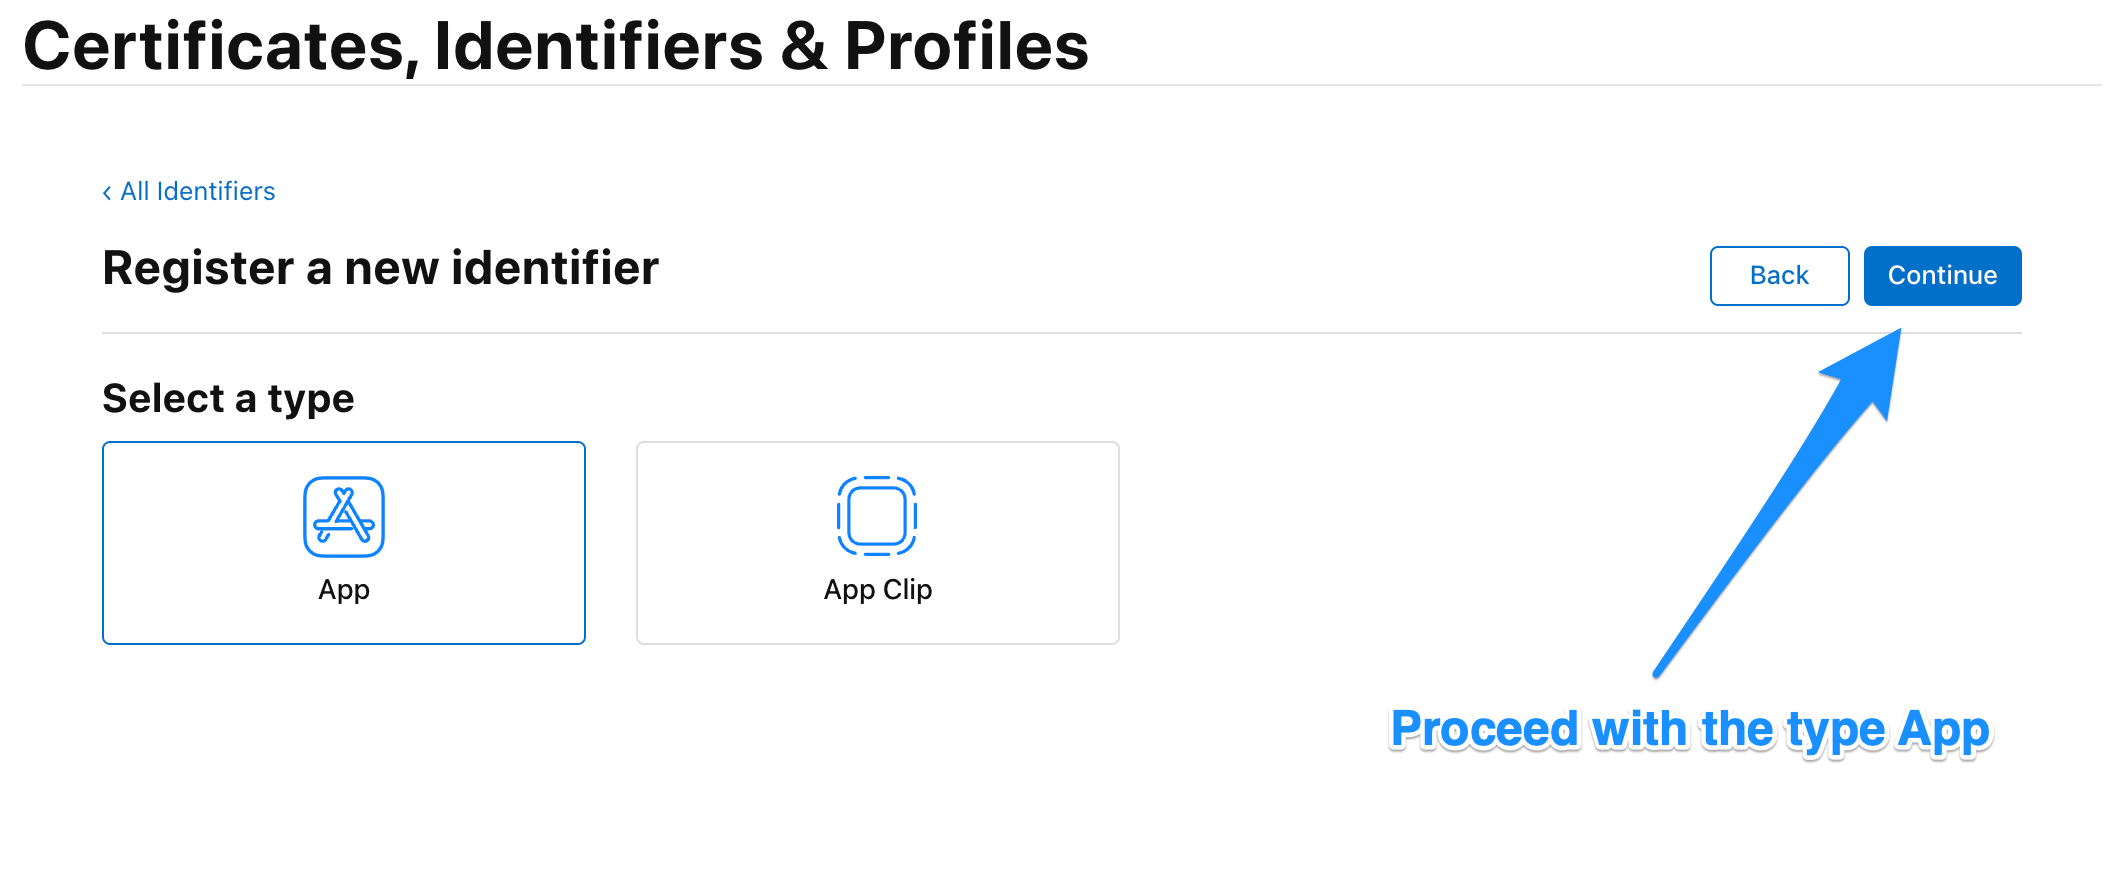 Certificates, Identifiers & Profiles
‹ All Identifiers
Register a new identifier
Back
Continue
Select a type
App
App Clip
Proceed with the type App